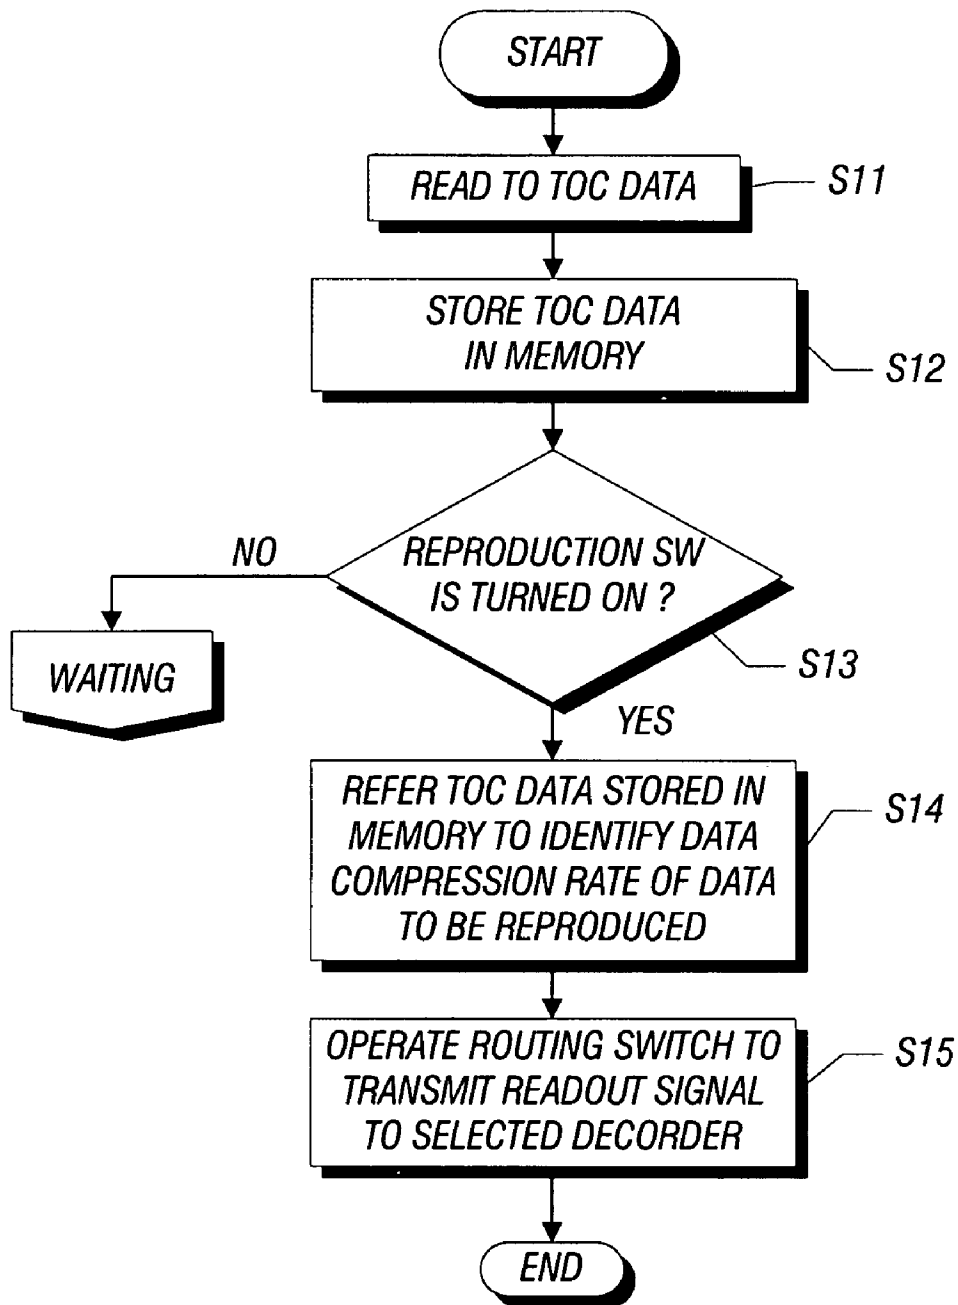 START
READ TO TOC DATA
S11
STORE TOC DATA
IN MEMORY
S12
REPRODUCTION SW
IS TURNED ON ?
NO
S13
WAITING
YES
REFER TOC DATA STORED IN
MEMORY TO IDENTIFY DATA
COMPRESSION RATE OF DATA
TO BE REPRODUCED
S14
OPERATE ROUTING SWITCH TO
TRANSMIT READOUT SIGNAL
TO SELECTED DECORDER
S15
END